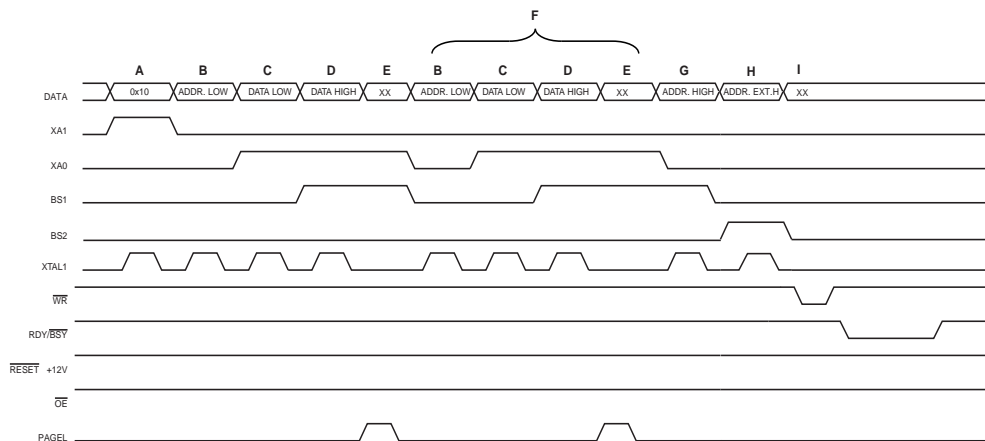 F
A B C D E B C D E G H I
DATA 0x10 ADDR. LOW DATA LOW DATA HIGH XX ADDR. LOW DATA LOW DATA HIGH XX ADDR. HIGH ADDR. EXT.H XX
XA1
XA0
BS1
BS2
XTAL1
WR
RDY/BSY
RESET +12V
OE
PAGEL